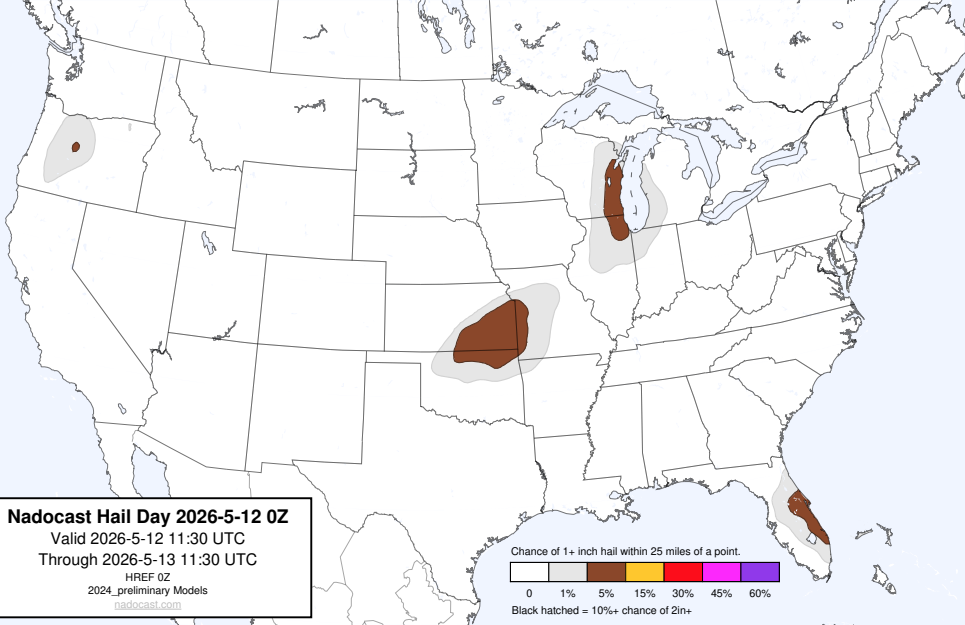 Nadocast Hail Day 2026-5-12 0Z
Valid 2026-5-12 11:30 UTC
Through 2026-5-13 11:30 UTC
HREF 0Z
2024_preliminary Models
nadocast.com
Chance of 1+ inch hail within 25 miles of a point.
0 1% 5% 15% 30% 45% 60%
Black hatched = 10%+ chance of 2in+